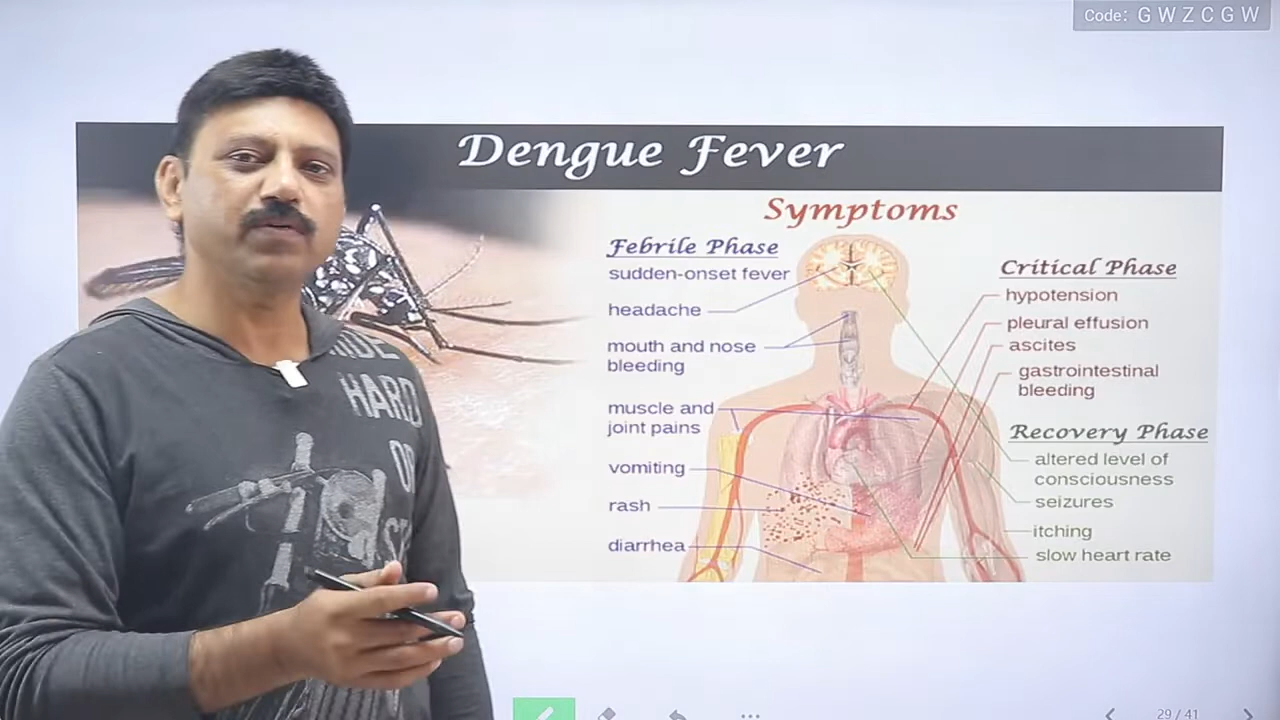 Code: G W Z C G W
Dengue Fever
Symptoms
Febrile Phase
sudden-onset fever
headache
mouth and nose
bleeding
muscle and
joint pains
vomiting
rash
diarrhea
Critical Phase
hypotension
pleural effusion
ascites
gastrointestinal
bleeding
Recovery Phase
altered level of
consciousness
seizures
itching
slow heart rate
HARD
29 / 41